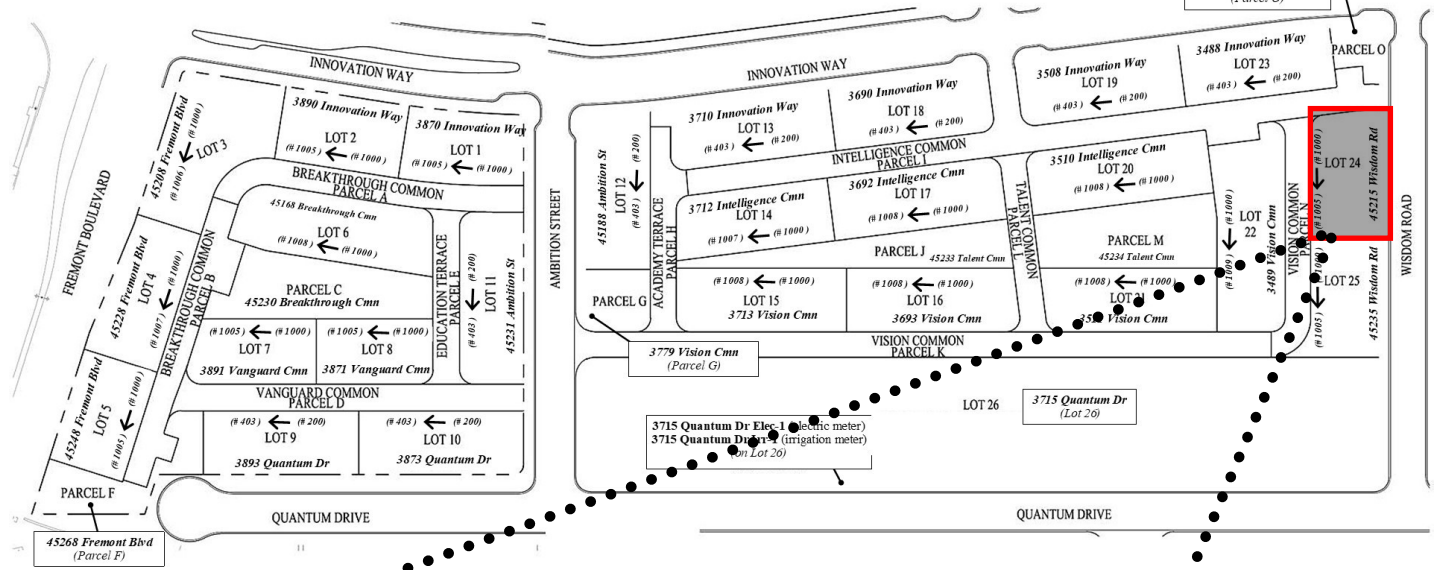 (Parcel O)
INNOVATION WAY
3890 Innovation Way
LOT 2
(# 1005 ) (# 1000 )
3870 Innovation Way
LOT 1
(# 1005 ) (# 1000 )
45208 Fremont Blvd
(# 1006 ) (# 1000 )
LOT 3
BREAKTHROUGH COMMON
PARCEL A
45168 Breakthrough Cmn
LOT 6
(# 1008 ) (# 1000 )
FREMONT BOULEVARD
45228 Fremont Blvd
LOT 4
(# 1007 ) (# 1000 )
BREAKTHROUGH COMMON
PARCEL B
PARCEL C
45230 Breakthrough Cmn
(# 1005 ) (# 1000 )
LOT 7
3891 Vanguard Cmn
(# 1005 ) (# 1000 )
LOT 8
3871 Vanguard Cmn
EDUCATION TERRACE
PARCEL E
(# 403 ) (# 200 )
LOT 11
45231 Ambition St
45248 Fremont Blvd
LOT 5
(# 1005 ) (# 1000 )
VANGUARD COMMON
PARCEL D
(# 403 ) (# 200 )
LOT 9
3893 Quantum Dr
(# 403 ) (# 200 )
LOT 10
3873 Quantum Dr
PARCEL F
45268 Fremont Blvd
(Parcel F)
QUANTUM DRIVE
AMBITION STREET
INNOVATION WAY
45188 Ambition St
LOT 12
(# 403 ) (# 200 )
ACADEMY TERRACE
PARCEL H
3710 Innovation Way
LOT 13
(# 403 ) (# 200 )
3690 Innovation Way
LOT 18
(# 403 ) (# 200 )
3508 Innovation Way
LOT 19
(# 403 ) (# 200 )
3488 Innovation Way
LOT 23
(# 403 ) (# 200 )
PARCEL O
INTELLIGENCE COMMON
PARCEL I
3712 Intelligence Cmn
LOT 14
(# 1007 ) (# 1000 )
3692 Intelligence Cmn
LOT 17
(# 1008 ) (# 1000 )
3510 Intelligence Cmn
LOT 20
(# 1008 ) (# 1000 )
TALENT COMMON
PARCEL L
PARCEL J
45233 Talent Cmn
PARCEL M
45234 Talent Cmn
(# 1009 ) (# 1000 )
LOT
22
3489 Vision Cmn
VISION COMMON
PARCEL N
(# 1005 ) (# 1000 )
LOT 24
45215 Wisdom Rd
WISDOM ROAD
(# 1005 )
LOT 25
45235 Wisdom Rd
PARCEL G
(# 1008 ) (# 1000 )
LOT 15
3713 Vision Cmn
(# 1008 ) (# 1000 )
LOT 16
3693 Vision Cmn
(# 1008 ) (# 1000 )
LOT 21
Vision Cmn
VISION COMMON
PARCEL K
3779 Vision Cmn
(Parcel G)
LOT 26
3715 Quantum Dr
(Lot 26)
3715 Quantum Dr Elec-1 (electric meter)
3715 Quantum Dr Irr-1 (irrigation meter)
(on Lot 26)
QUANTUM DRIVE